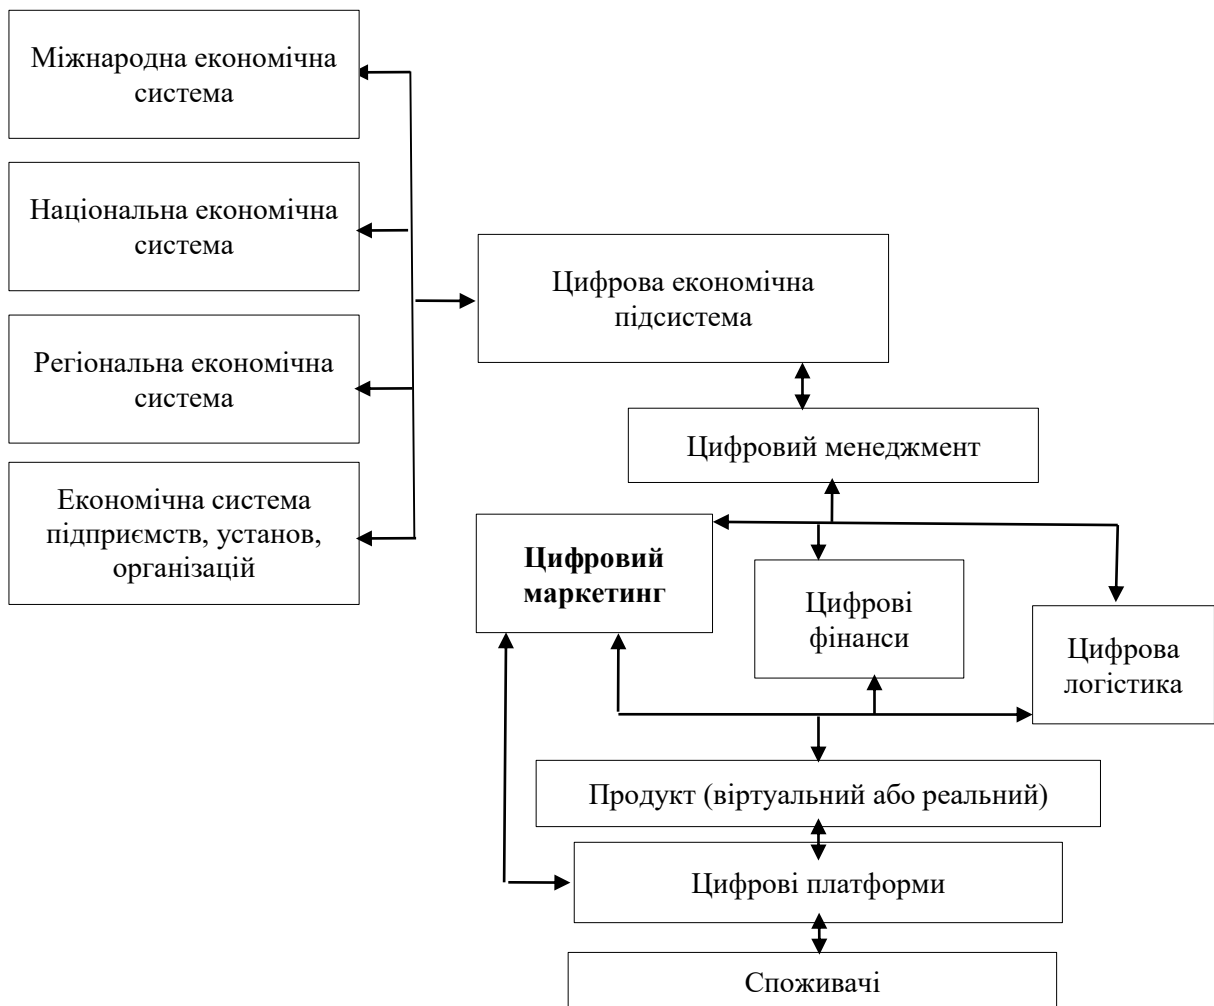 Міжнародна економічна
система
Національна економічна
система
Регіональна економічна
система
Економічна система
підприємств, установ,
організацій
Цифрова економічна
підсистема
Цифровий менеджмент
Цифровий
маркетинг
Цифрові
фінанси
Цифрова
логістика
Продукт (віртуальний або реальний)
Цифрові платформи
Споживачі